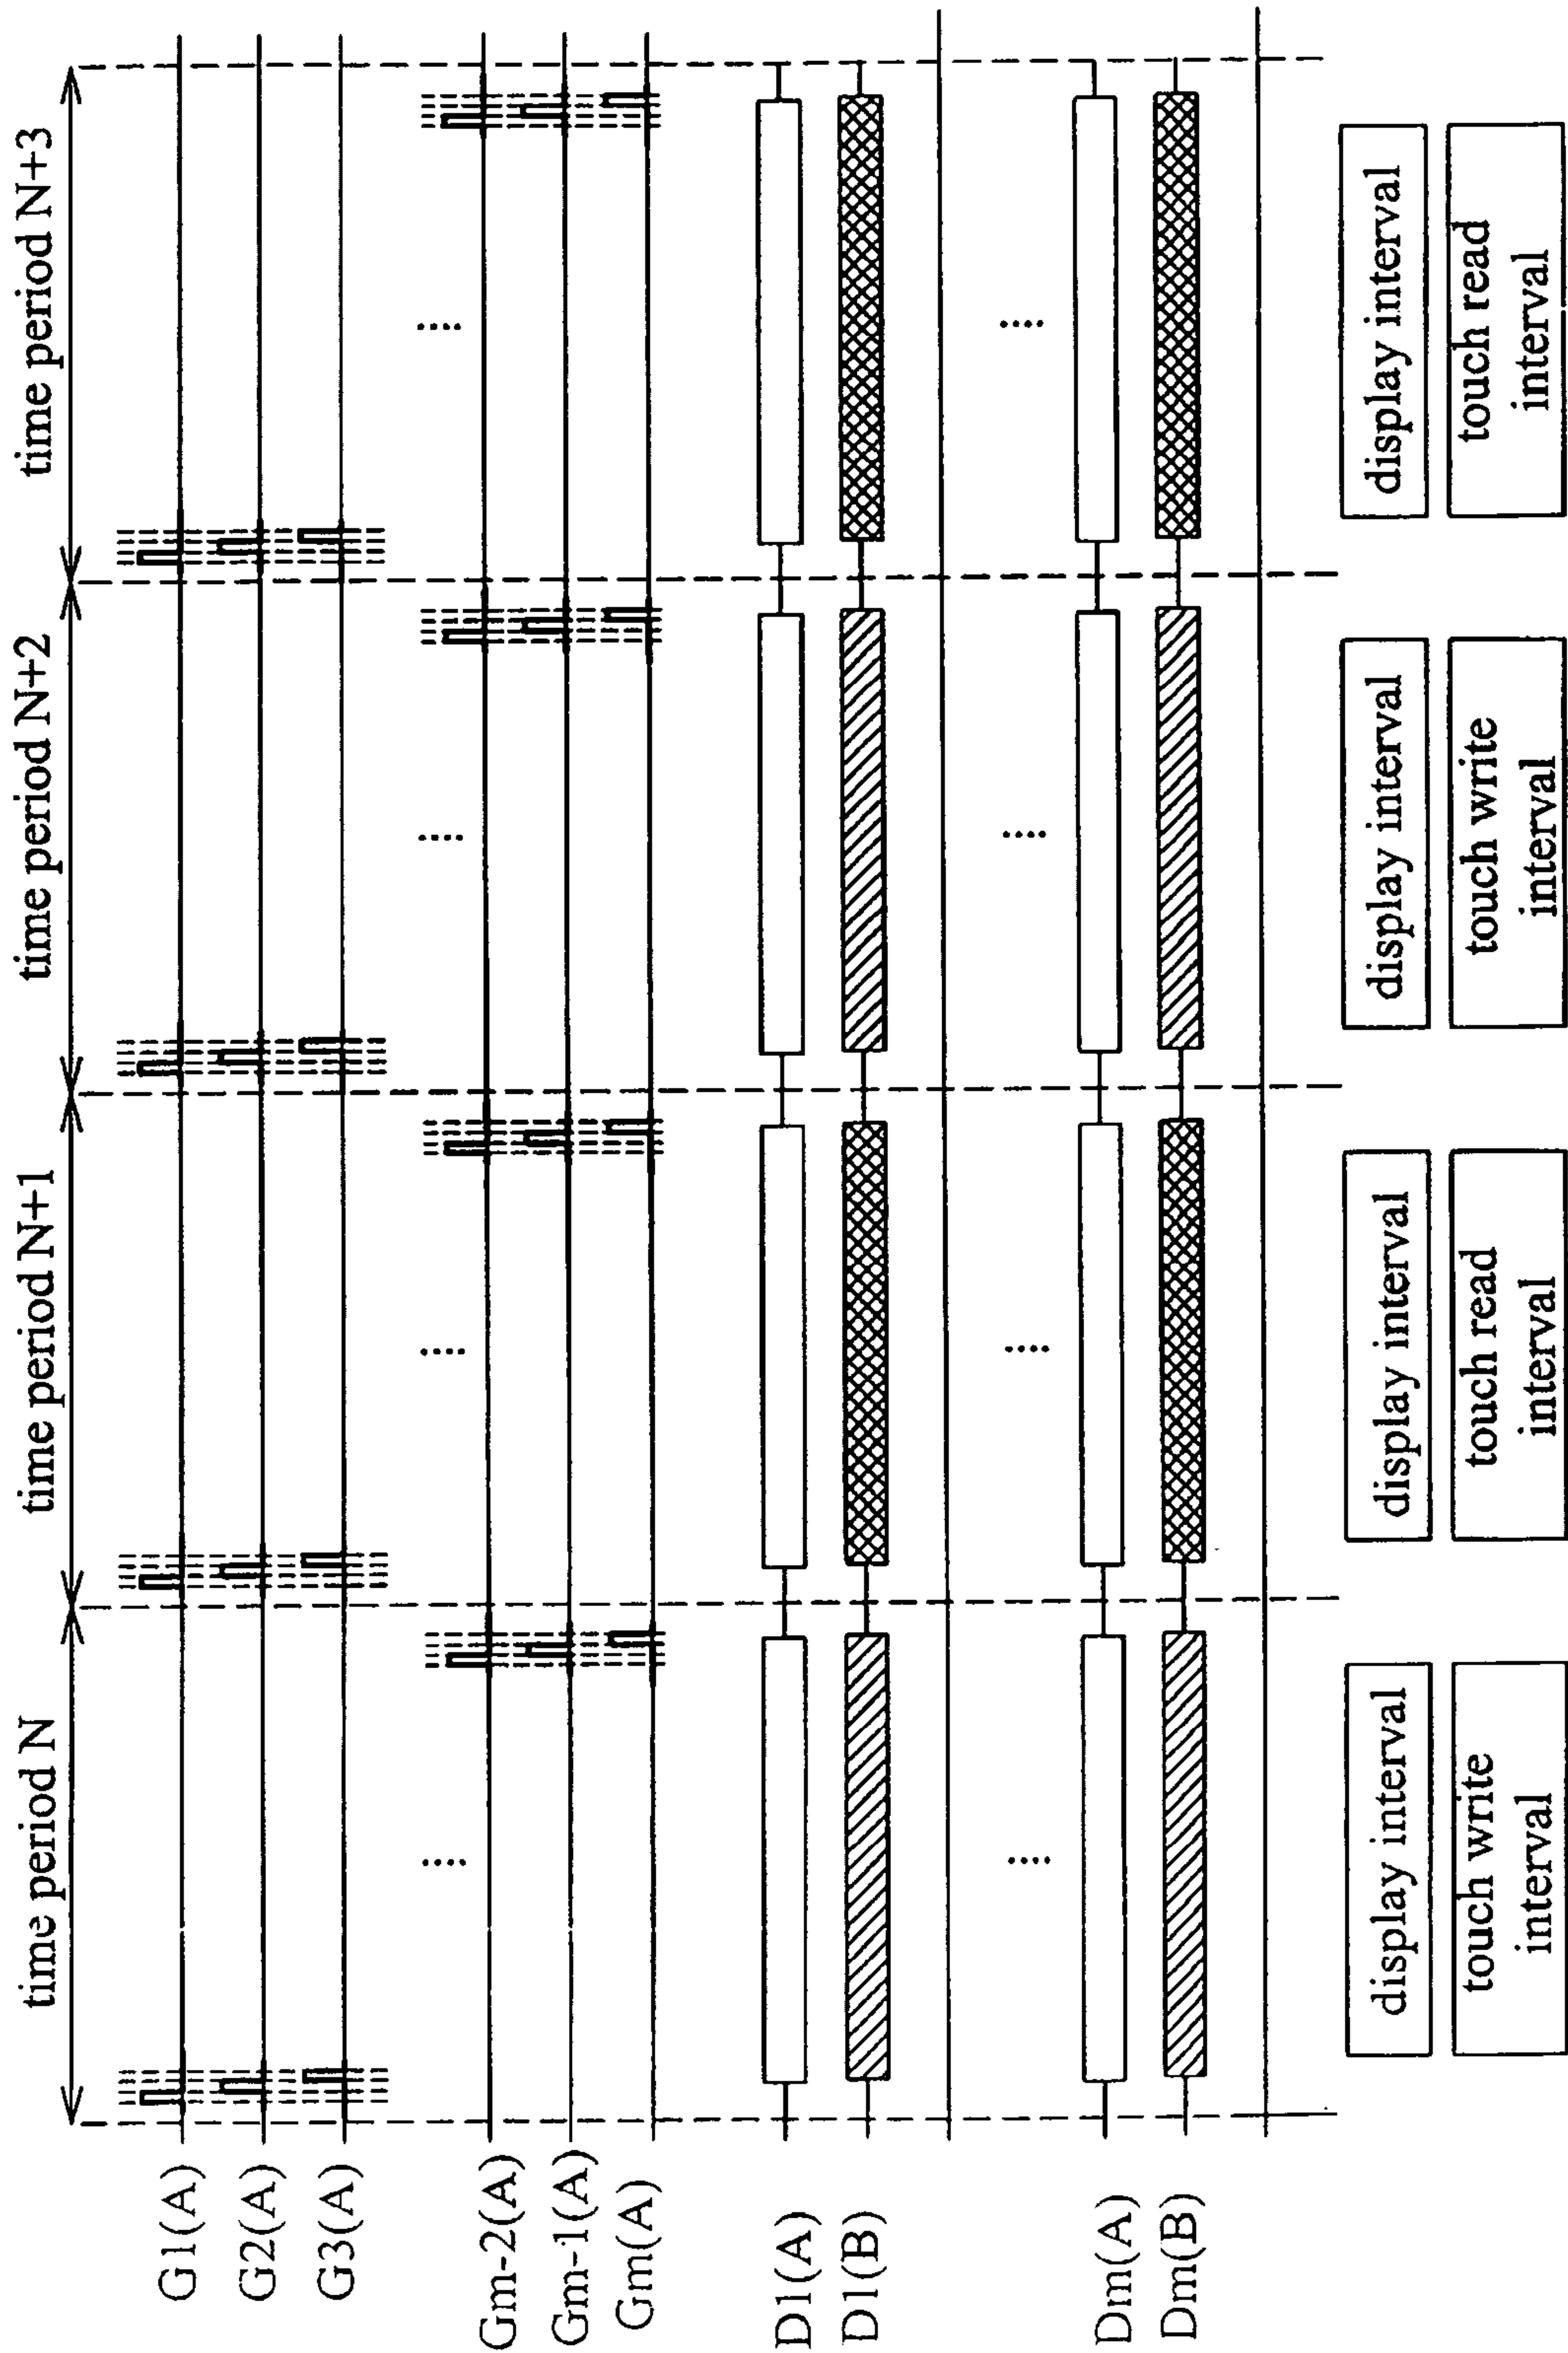 time period N
time period N+1
time period N+2
time period N+3
G1(A)
G2(A)
G3(A)
....
....
....
....
Gm-2(A)
Gm-1(A)
Gm(A)
D1(A)
D1(B)
....
....
....
....
Dm(A)
Dm(B)
display interval
display interval
display interval
display interval
touch write
interval
touch read
interval
touch write
interval
touch read
interval